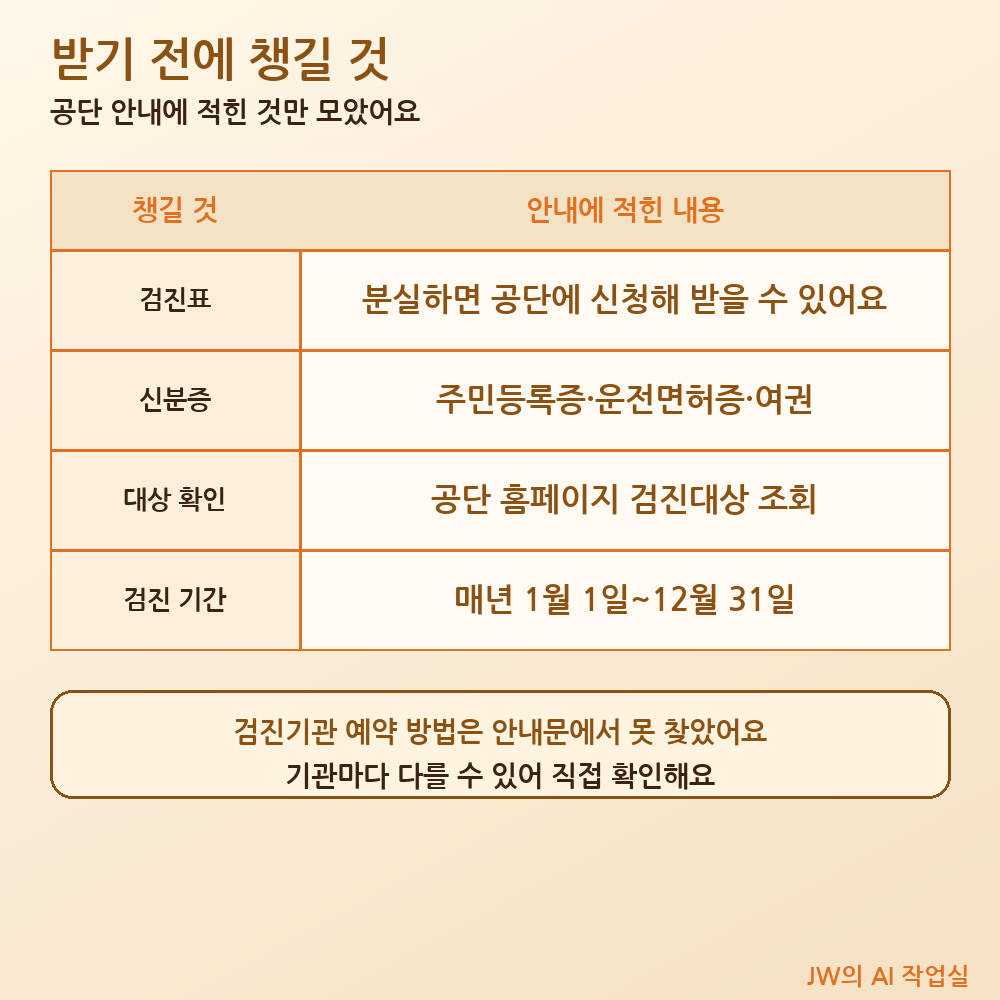 받기 전에 챙길 것
공단 안내에 적힌 것만 모았어요
챙길 것 안내에 적힌 내용
검진표 분실하면 공단에 신청해 받을 수 있어요
신분증 주민등록증·운전면허증·여권
대상 확인 공단 홈페이지 검진대상 조회
검진 기간 매년 1월 1일~12월 31일
검진기관 예약 방법은 안내문에서 못 찾았어요
기관마다 다를 수 있어 직접 확인해요
JW의 AI 작업실